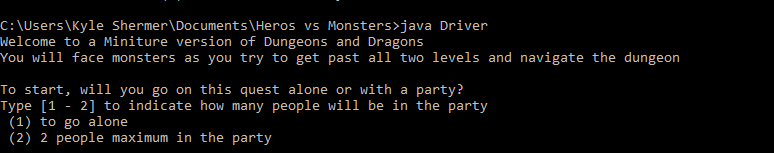 C:\Users\Kyle Shermer\Documents\Heros vs Monsters>java Driver
Welcome to a Miniture version of Dungeons and Dragons
You will face monsters as you try to get past all two levels and navigate the dungeon
To start, will you go on this quest alone or with a party?
Type [1 - 2] to indicate how many people will be in the party
(1) to go alone
(2) 2 people maximum in the party